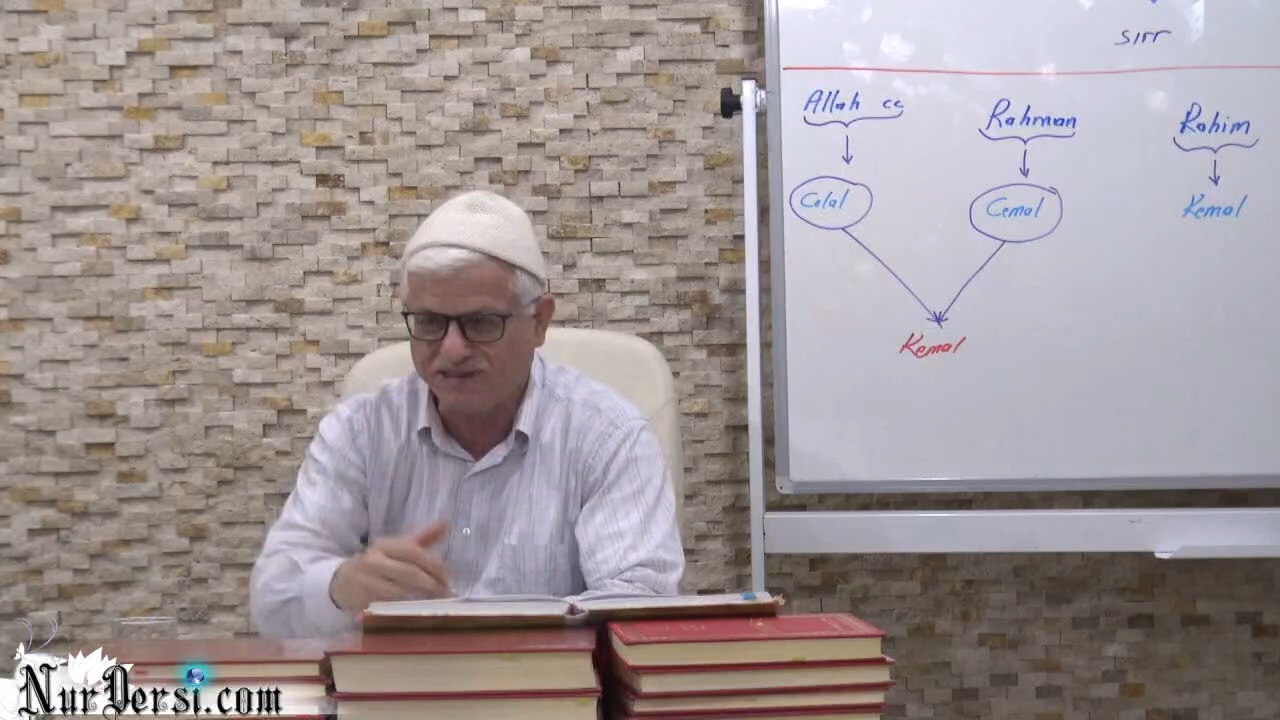 sırr
Allah cc Rahman Rahim
Celal Cemal Kemal
Kemal
NurDersi.com